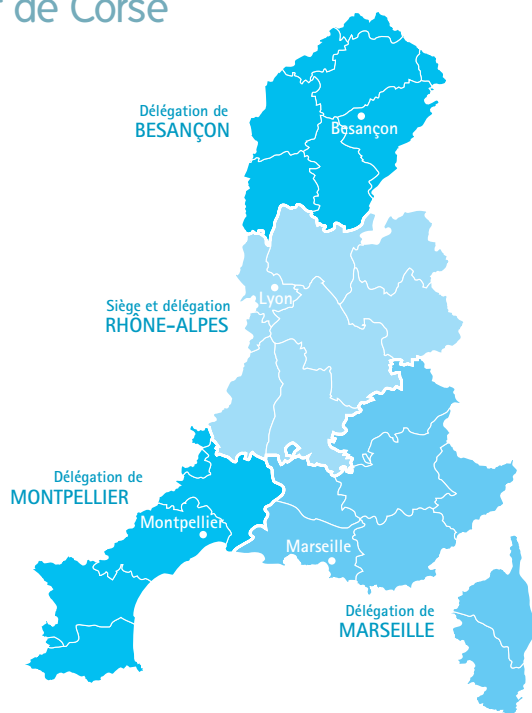 de Corse
Délégation de
BESANÇON
Besançon
Lyon
Siège et délégation
RHÔNE-ALPES
Délégation de
MONTPELLIER
Montpellier
Marseille
Délégation de
MARSEILLE